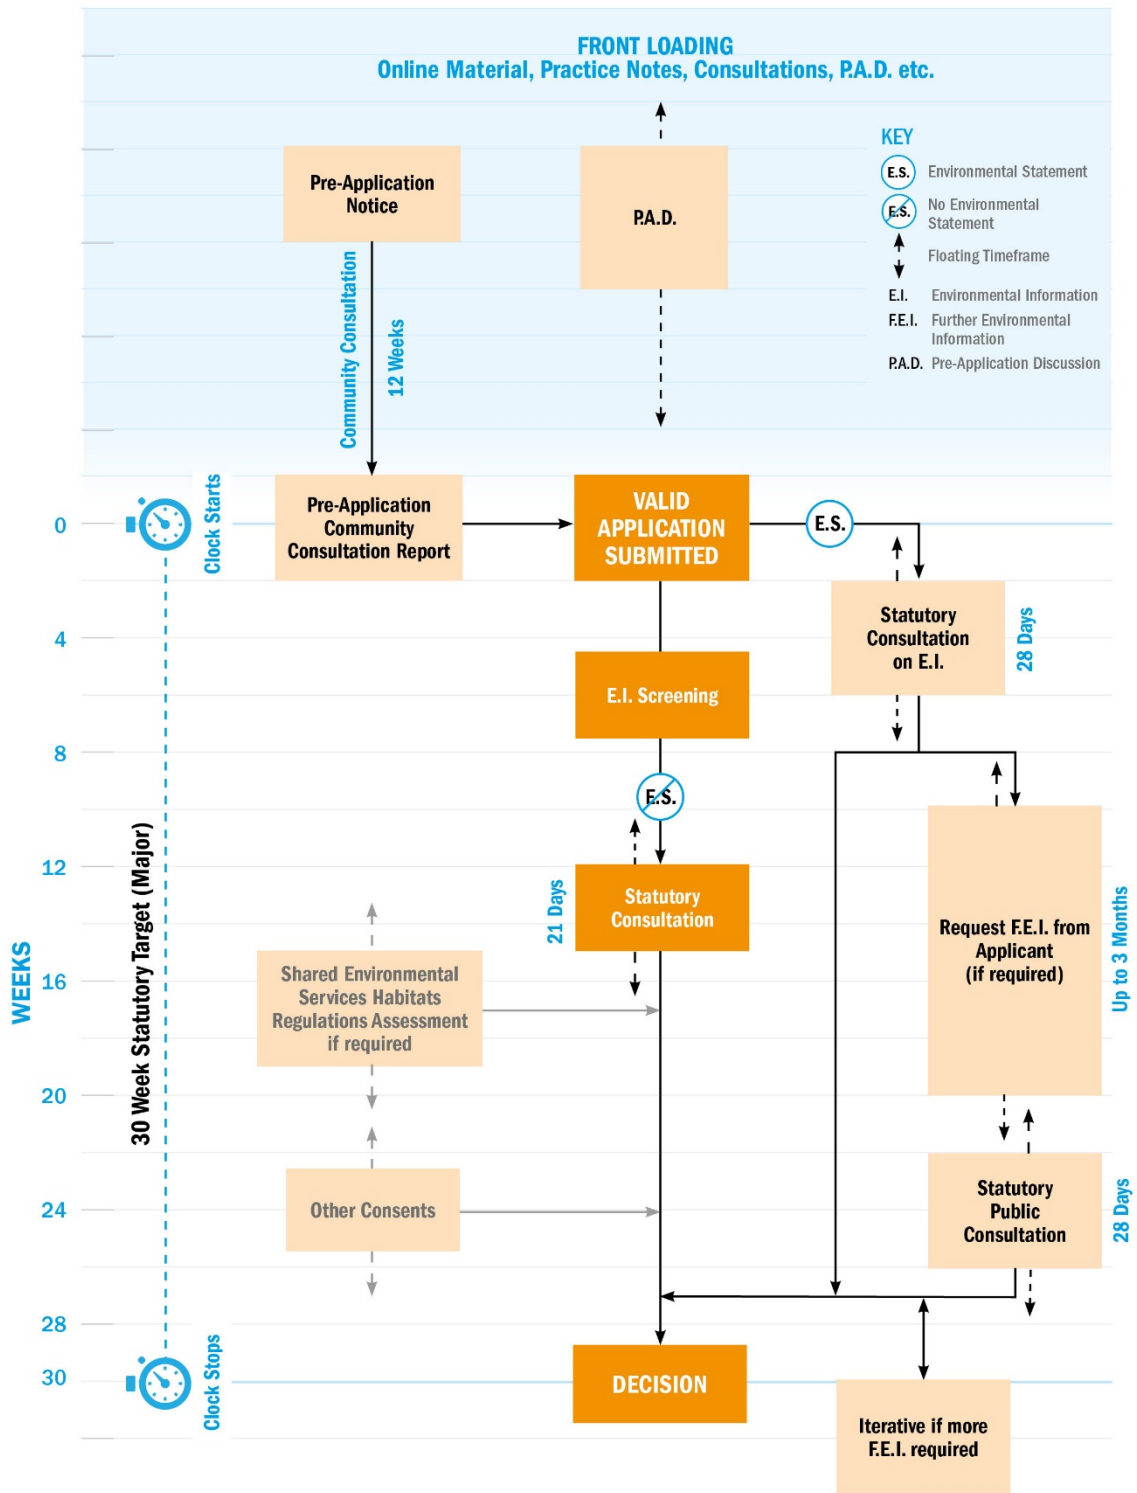 FRONT LOADING
Online Material, Practice Notes, Consultations, P.A.D. etc.
KEY
E.S.
Environmental Statement
E.S.
No Environmental
Statement
Floating Timeframe
E.I.
Environmental Information
F.E.I.
Further Environmental
Information
P.A.D.
Pre-Application Discussion
Pre-Application
Notice
P.A.D.
Community Consultation
12 Weeks
0
Clock Starts
Pre-Application
Community
Consultation Report
VALID
APPLICATION
SUBMITTED
E.S.
Statutory
Consultation
on E.I.
28 Days
4
E.I. Screening
8
E.S.
12
21 Days
Statutory
Consultation
Request F.E.I. from
Applicant
(if required)
Up to 3 Months
WEEKS
30 Week Statutory Target (Major)
16
Shared Environmental
Services Habitats
Regulations Assessment
if required
20
24
Other Consents
Statutory
Public
Consultation
28 Days
28
30
Clock Stops
DECISION
Iterative if more
F.E.I. required